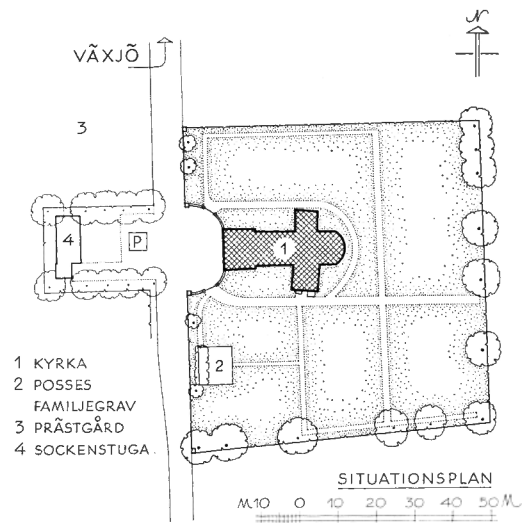 N
VÄXJÖ
3
4
P
1
2
1 KYRKA
2 POSSES
FAMILJEGRAV
3 PRÄSTGÅRD
4 SOCKENSTUGA
SITUATIONSPLAN
M10 0 10 20 30 40 50 M